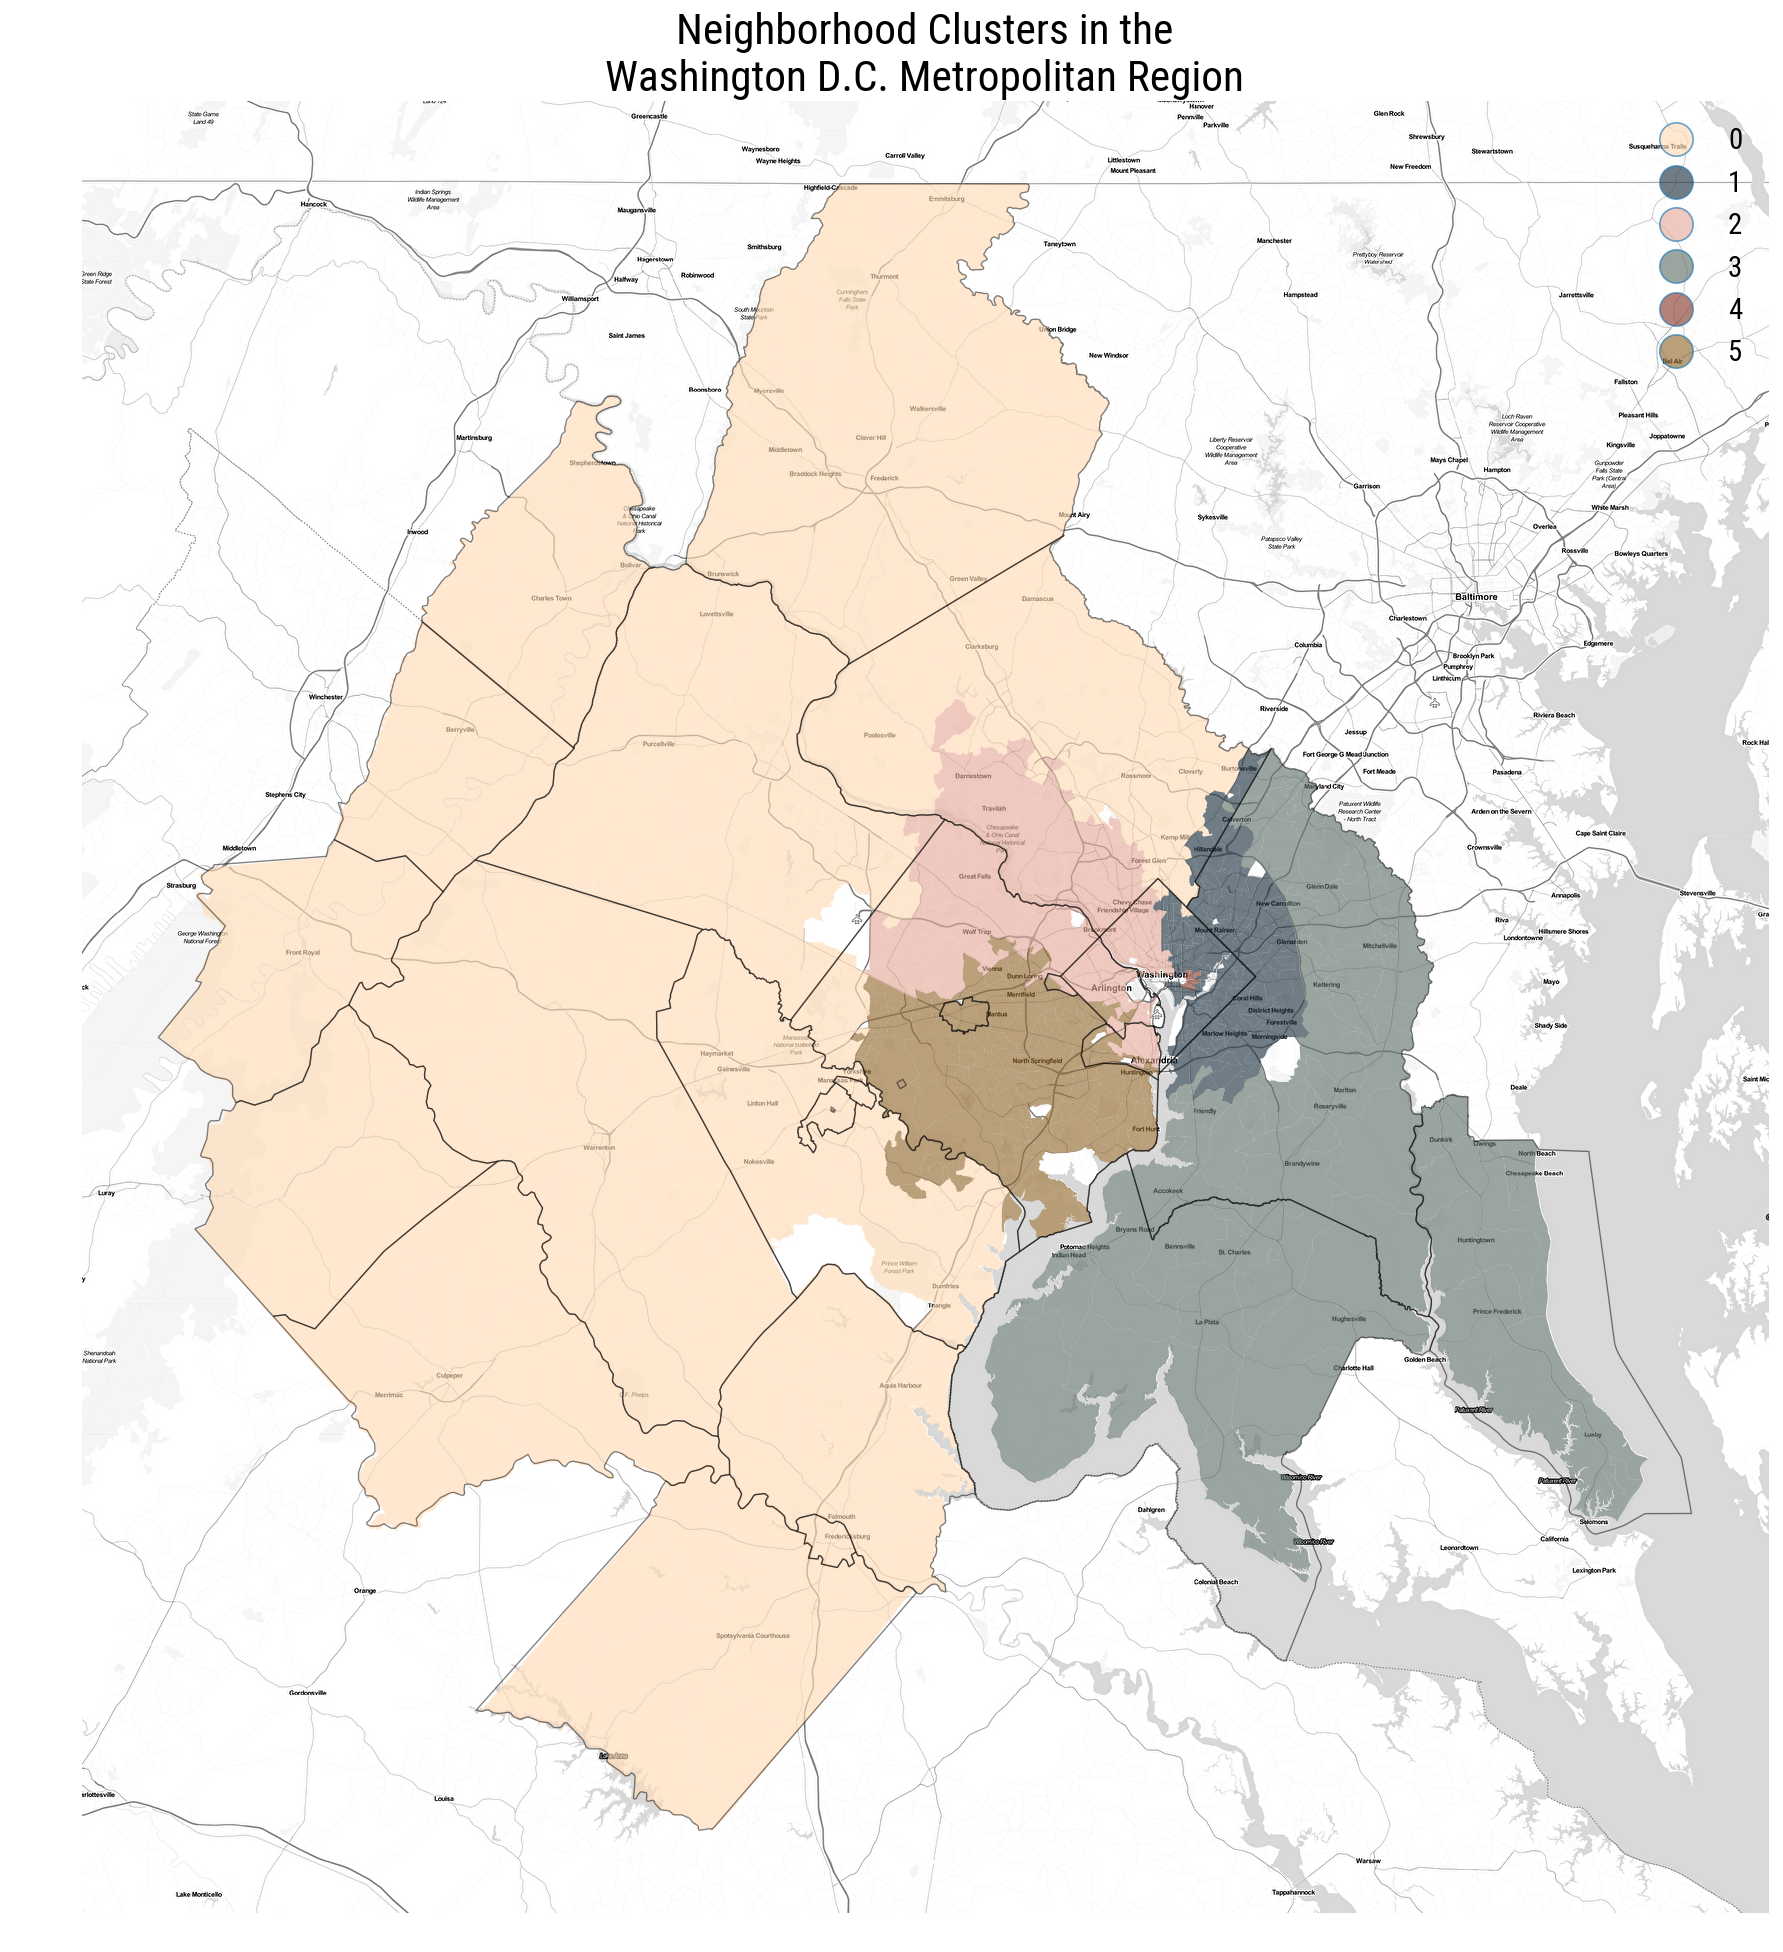 Neighborhood Clusters in the
Washington D.C. Metropolitan Region
State Game
Land 49
Greencastle
Hanover
Pennville
Parkville
Glen Rock
Shrewsbury
Stewartstown
Susquehanna Trails
0
Waynesboro
Wayne Heights
Carroll Valley
Littlestown
Mount Pleasant
New Freedom
1
Highfield-Cascade
Emmitsburg
Indian Springs
Wildlife Management
Area
Hancock
Maugansville
2
Smithsburg
Taneytown
Manchester
Prettyboy Reservoir
Watershed
Hagerstown
Robinwood
Halfway
3
Green Ridge
State Forest
Williamsport
Thurmont
Cunningham
Falls State
Park
Hampstead
Jarrettsville
4
South Mountain
State Park
Saint James
Union Bridge
New Windsor
5
Bel Air
Boonsboro
Myersville
Fallston
Walkersville
Pleasant Hills
Loch Raven
Reservoir Cooperative
Wildlife Management
Area
Joppatowne
Kingsville
Martinsburg
Clover Hill
Middletown
Liberty Reservoir
Cooperative
Wildlife Management
Area
Mays Chapel
Hampton
Shepherdstown
Braddock Heights
Frederick
Gunpowder
Falls State
Park (Central
Area)
Garrison
White Marsh
Chesapeake
& Ohio Canal
National Historical
Park
Mount Airy
Sykesville
Overlea
Inwood
Patapsco Valley
State Park
Rossville
Bowleys Quarters
Bolivar
Brunswick
Green Valley
Charles Town
Lovettsville
Damascus
Baltimore
Charlestown
Clarksburg
Columbia
Edgemere
Brooklyn Park
Pumphrey
Linthicum
Winchester
Riverside
Riviera Beach
Berryville
Purcellville
Poolesville
Jessup
Rock Hal
Fort George G Mead Junction
Darnestown
Rossmoor
Cloverly
Burtonsville
Fort Meade
Pasadena
Maryland City
Stephens City
Travilah
Patuxent Wildlife
Research Center
- North Tract
Arden on the Severn
Calverton
Chesapeake
& Ohio Canal
National Historical
Park
Kemp Mill
Cape Saint Claire
Middletown
Hillandale
Crownsville
Forest Glen
Strasburg
Great Falls
Glenn Dale
Annapolis
Stevensville
Chevy Chase
Friendship Village
New Carrollton
Gra
George Washington
National Forest
Wolf Trap
Brookmont
Mount Rainier
Riva
Hillsmere Shores
Londontowne
Glenarden
Mitchellville
Front Royal
Vienna
Dunn Loring
Washington
Mayo
Arlington
Merrifield
Kettering
Coral Hills
Mantua
District Heights
Forestville
Shady Side
Marlow Heights
Morningside
Manassas
National Battlefield
Park
Haymarket
North Springfield
Alexandria
Gainesville
Yorkshire
Manassas Park
Huntington
Saint Mic
Deale
Linton Hall
Marlton
Rosaryville
Friendly
Fort Hunt
Warrenton
Dunkirk
Owings
North Beach
Nokesville
Brandywine
Chesapeake Beach
Luray
Accokeek
Bryans Road
Potomac Heights
Indian Head
Bennsville
St. Charles
Huntingtown
Prince William
Forest Park
Dumfries
Triangle
La Plata
Hughesville
Prince Frederick
Shenandoah
National Park
Charlotte Hall
Golden Beach
Culpeper
Merrimac
C.F. Phelps
Aquia Harbour
Patuxent River
Lusby
Wicomico River
Patuxent River
Falmouth
Fredericksburg
Dahlgren
Solomons
Wicomico River
California
Leonardtown
Orange
Colonial Beach
Lexington Park
Spotsylvania Courthouse
Gordonsville
Lake Anna
arlottesville
Louisa
Warsaw
Lake Monticello
Tappahannock